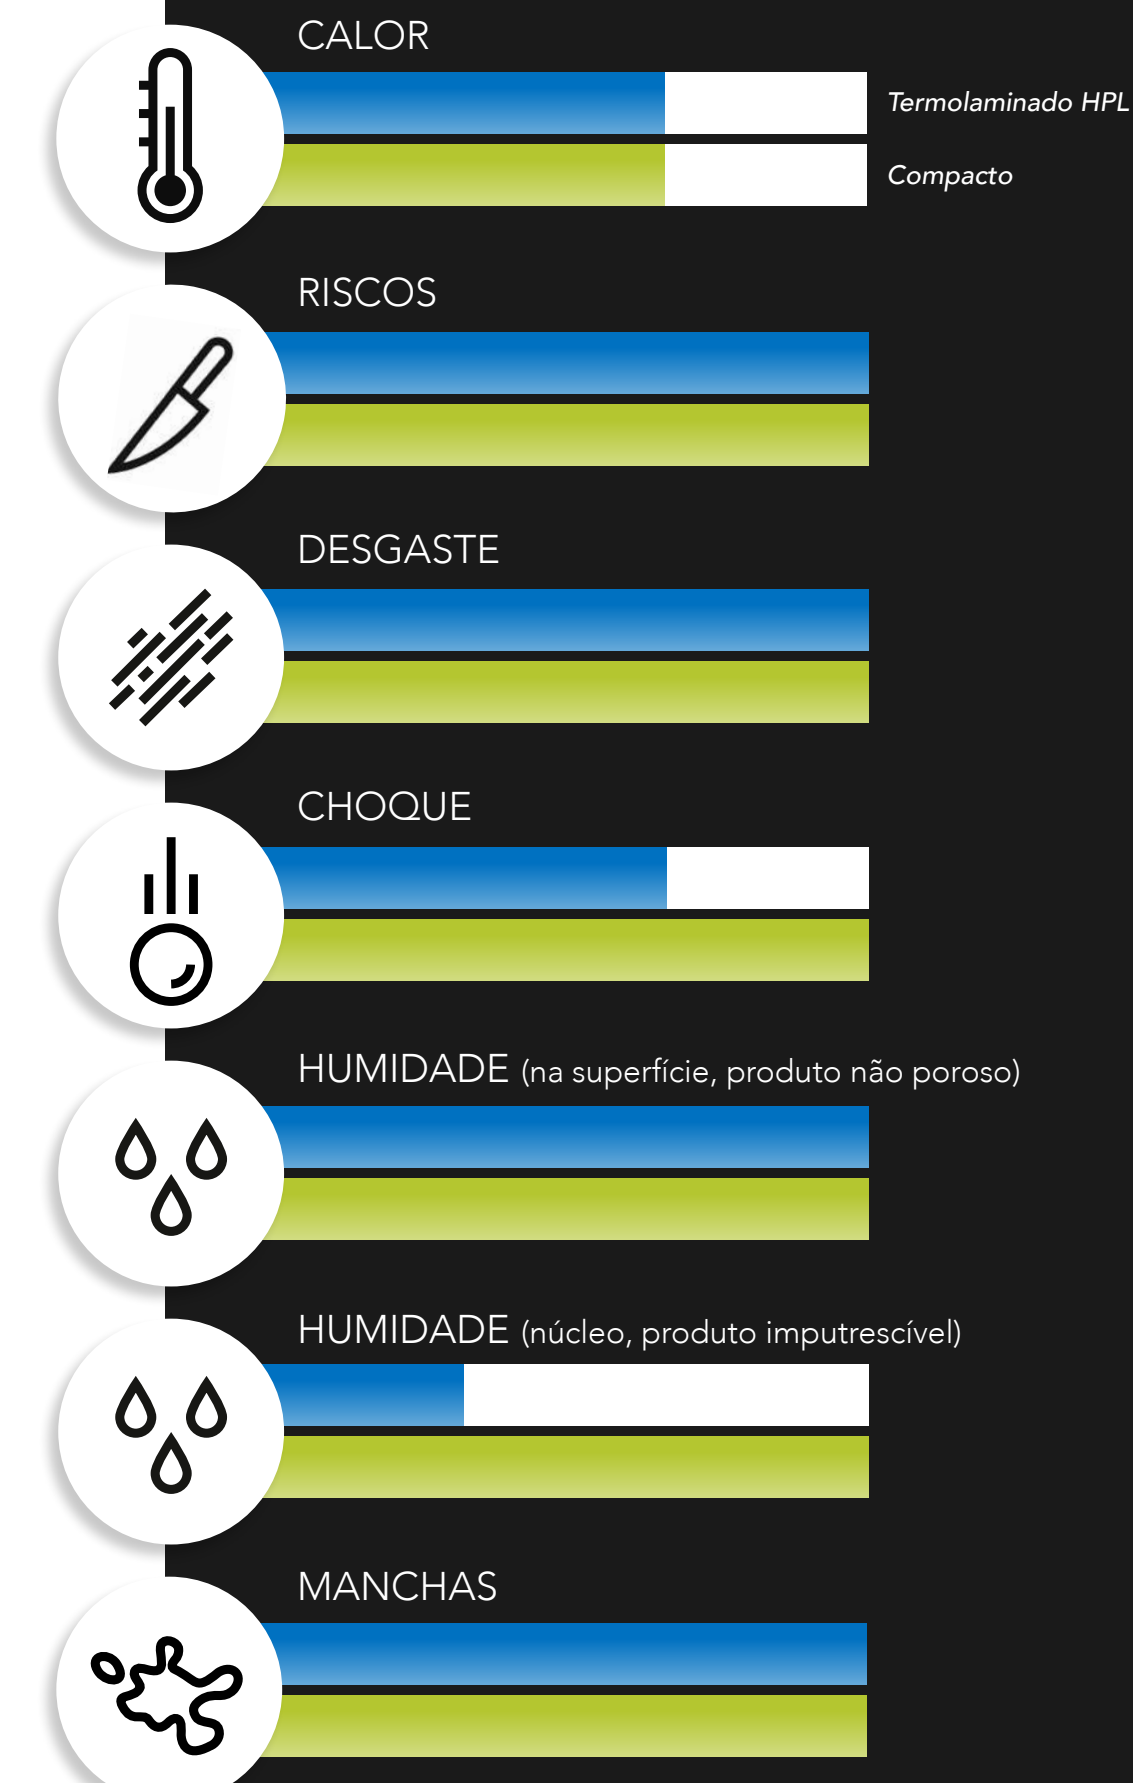 CALOR
Termolaminado HPL
Compacto
RISCOS
DESGASTE
CHOQUE
HUMIDADE (na superfície, produto não poroso)
HUMIDADE (núcleo, produto imputrescível)
MANCHAS